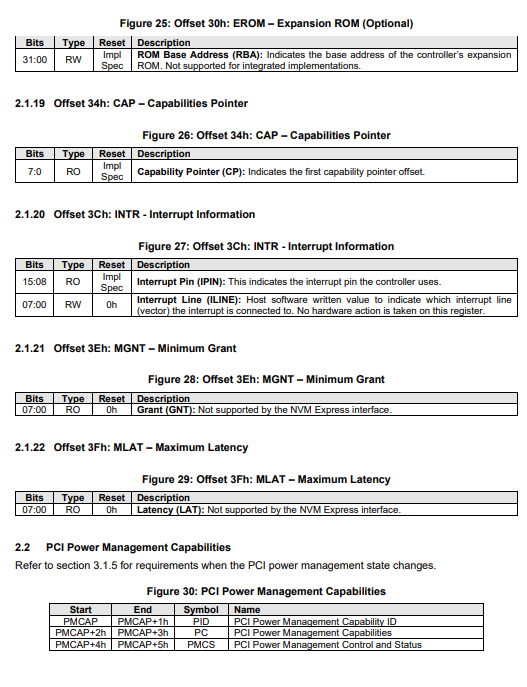 Figure 25: Offset 30h: EROM – Expansion ROM (Optional)
Bits Type Reset Description
31:00 RW Impl Spec ROM Base Address (RBA): Indicates the base address of the controller's expansion
ROM. Not supported for integrated implementations.
2.1.19 Offset 34h: CAP – Capabilities Pointer
Figure 26: Offset 34h: CAP – Capabilities Pointer
Bits Type Reset Description
7:0 RO Impl Spec Capability Pointer (CP): Indicates the first capability pointer offset.
2.1.20 Offset 3Ch: INTR - Interrupt Information
Figure 27: Offset 3Ch: INTR - Interrupt Information
Bits Type Reset Description
15:08 RO Impl Spec Interrupt Pin (IPIN): This indicates the interrupt pin the controller uses.
07:00 RW 0h Interrupt Line (ILINE): Host software written value to indicate which interrupt line
(vector) the interrupt is connected to. No hardware action is taken on this register.
2.1.21 Offset 3Eh: MGNT – Minimum Grant
Figure 28: Offset 3Eh: MGNT – Minimum Grant
Bits Type Reset Description
07:00 RO 0h Grant (GNT): Not supported by the NVM Express interface.
2.1.22 Offset 3Fh: MLAT – Maximum Latency
Figure 29: Offset 3Fh: MLAT – Maximum Latency
Bits Type Reset Description
07:00 RO 0h Latency (LAT): Not supported by the NVM Express interface.
2.2 PCI Power Management Capabilities
Refer to section 3.1.5 for requirements when the PCI power management state changes.
Figure 30: PCI Power Management Capabilities
Start End Symbol Name
PMCAP PMCAP+1h PID PCI Power Management Capability ID
PMCAP+2h PMCAP+3h PC PCI Power Management Capabilities
PMCAP+4h PMCAP+5h PMCS PCI Power Management Control and Status